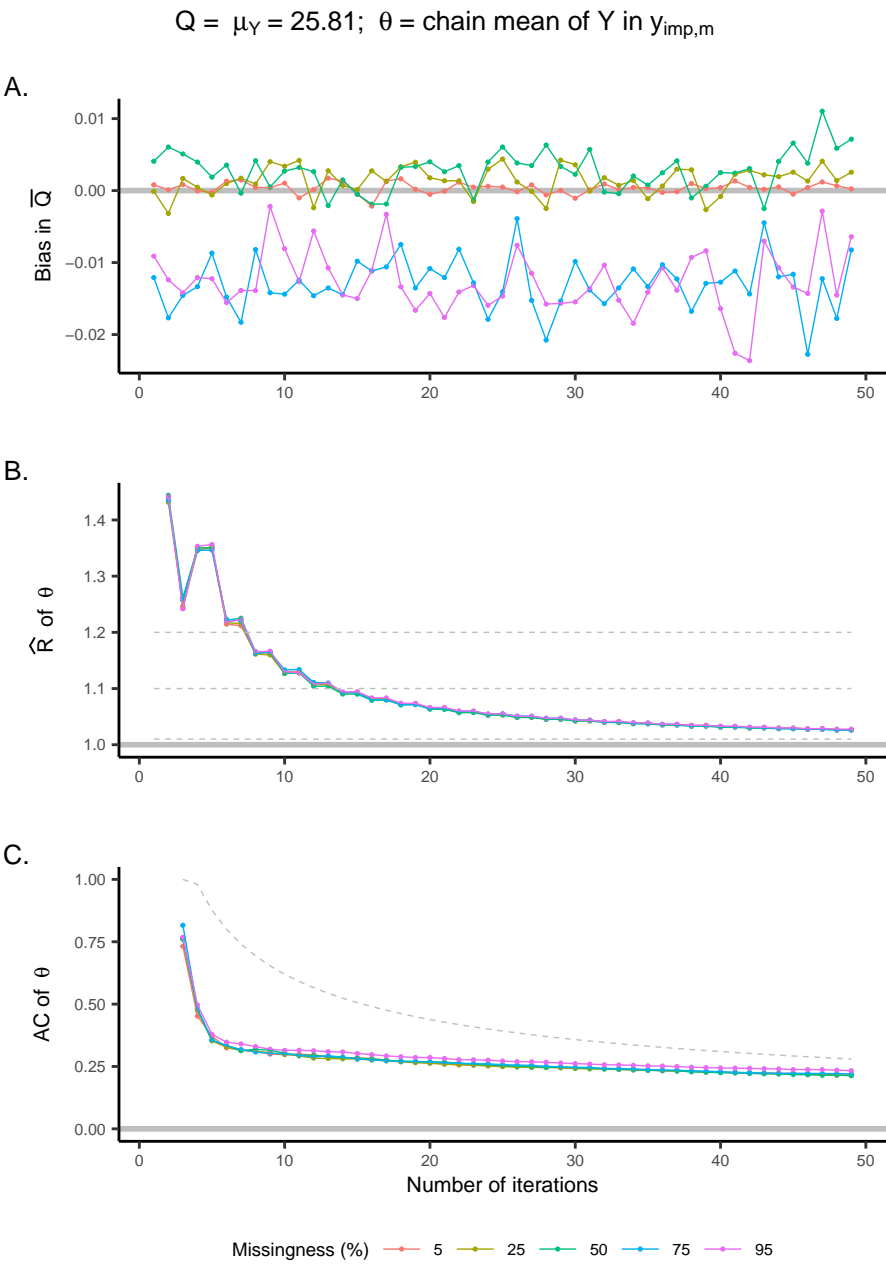 Q = μ_Y = 25.81; θ = chain mean of Y in y_imp,m
A.
0.01
0.00
−0.01
−0.02
Bias in Q̅
0 10 20 30 40 50
B.
1.4
1.3
1.2
1.1
1.0
R̂ of θ
0 10 20 30 40 50
C.
1.00
0.75
0.50
0.25
0.00
AC of θ
0 10 20 30 40 50
Number of iterations
Missingness (%) 5 25 50 75 95